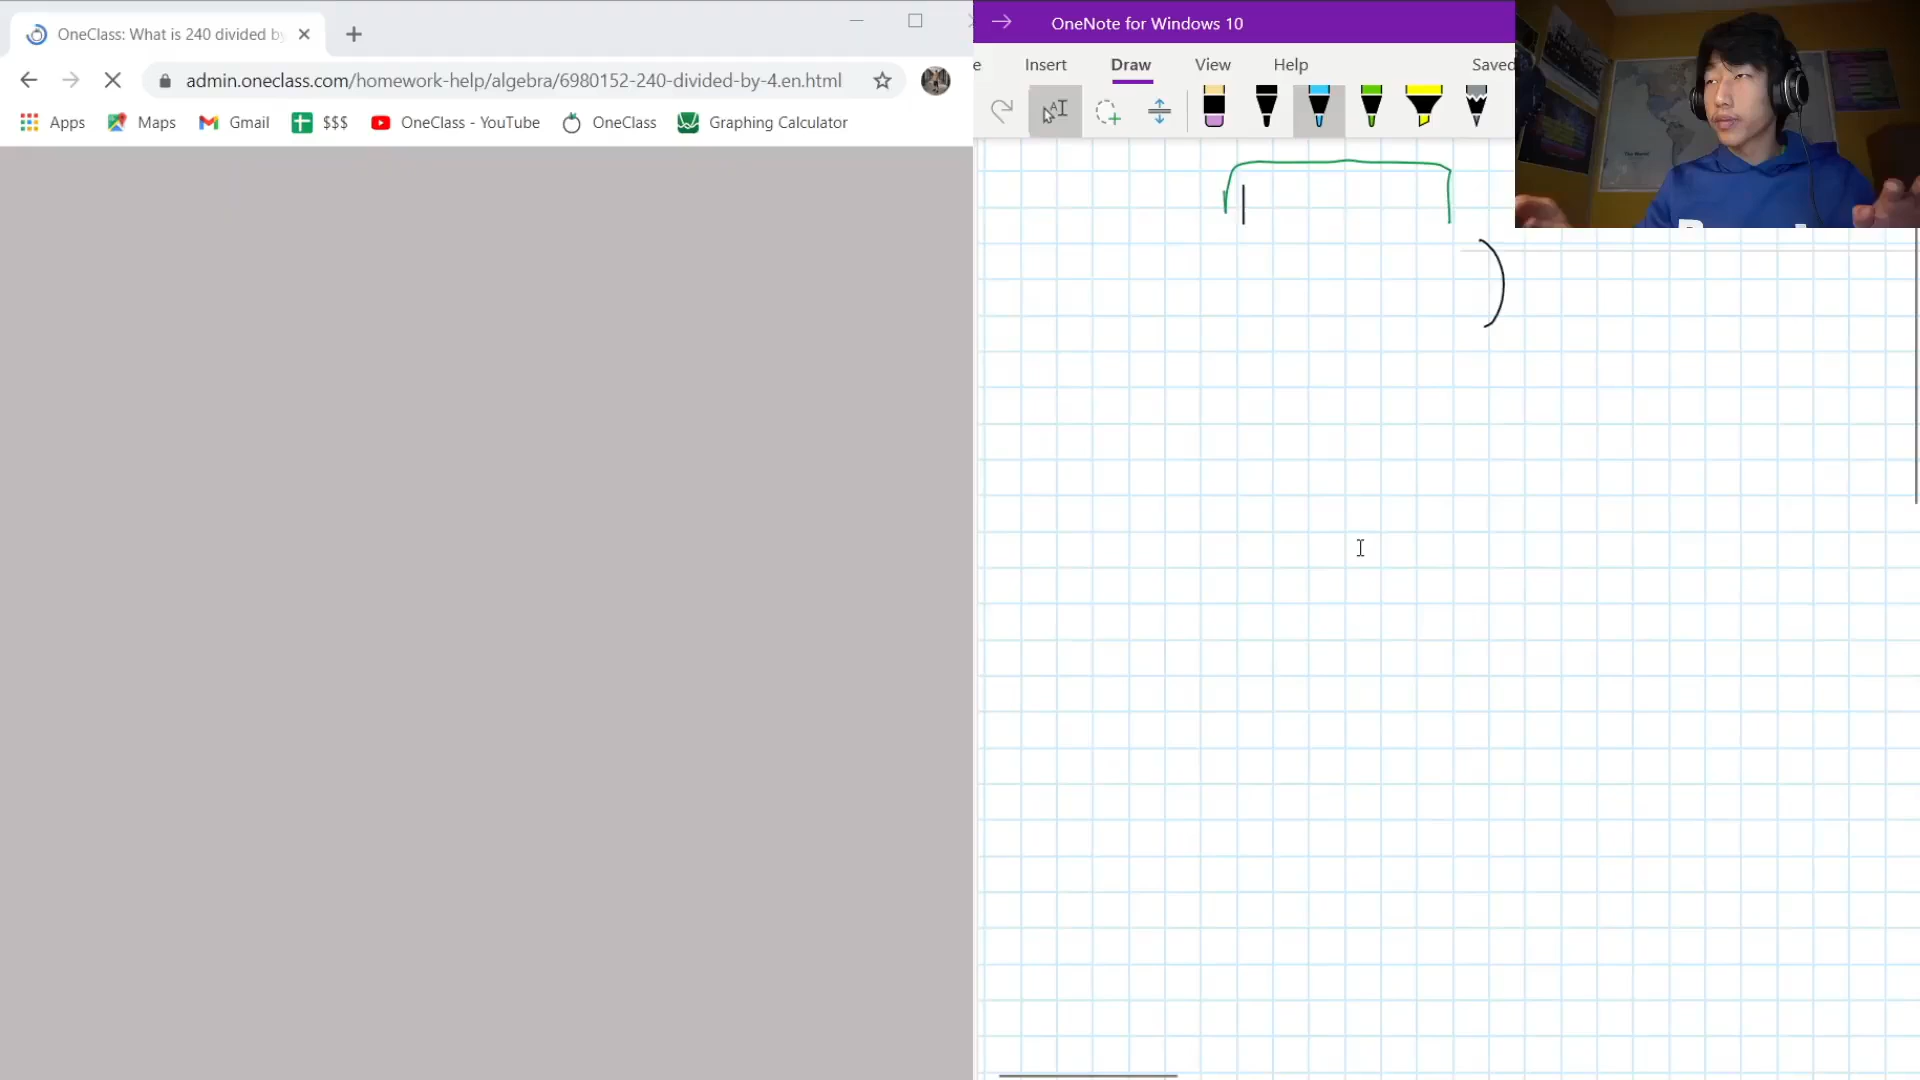 OneClass: What is 240 divided by
admin.oneclass.com/homework-help/algebra/6980152-240-divided-by-4.en.html
Apps Maps Gmail $$$ OneClass - YouTube OneClass Graphing Calculator
OneNote for Windows 10
e Insert Draw View Help Saved